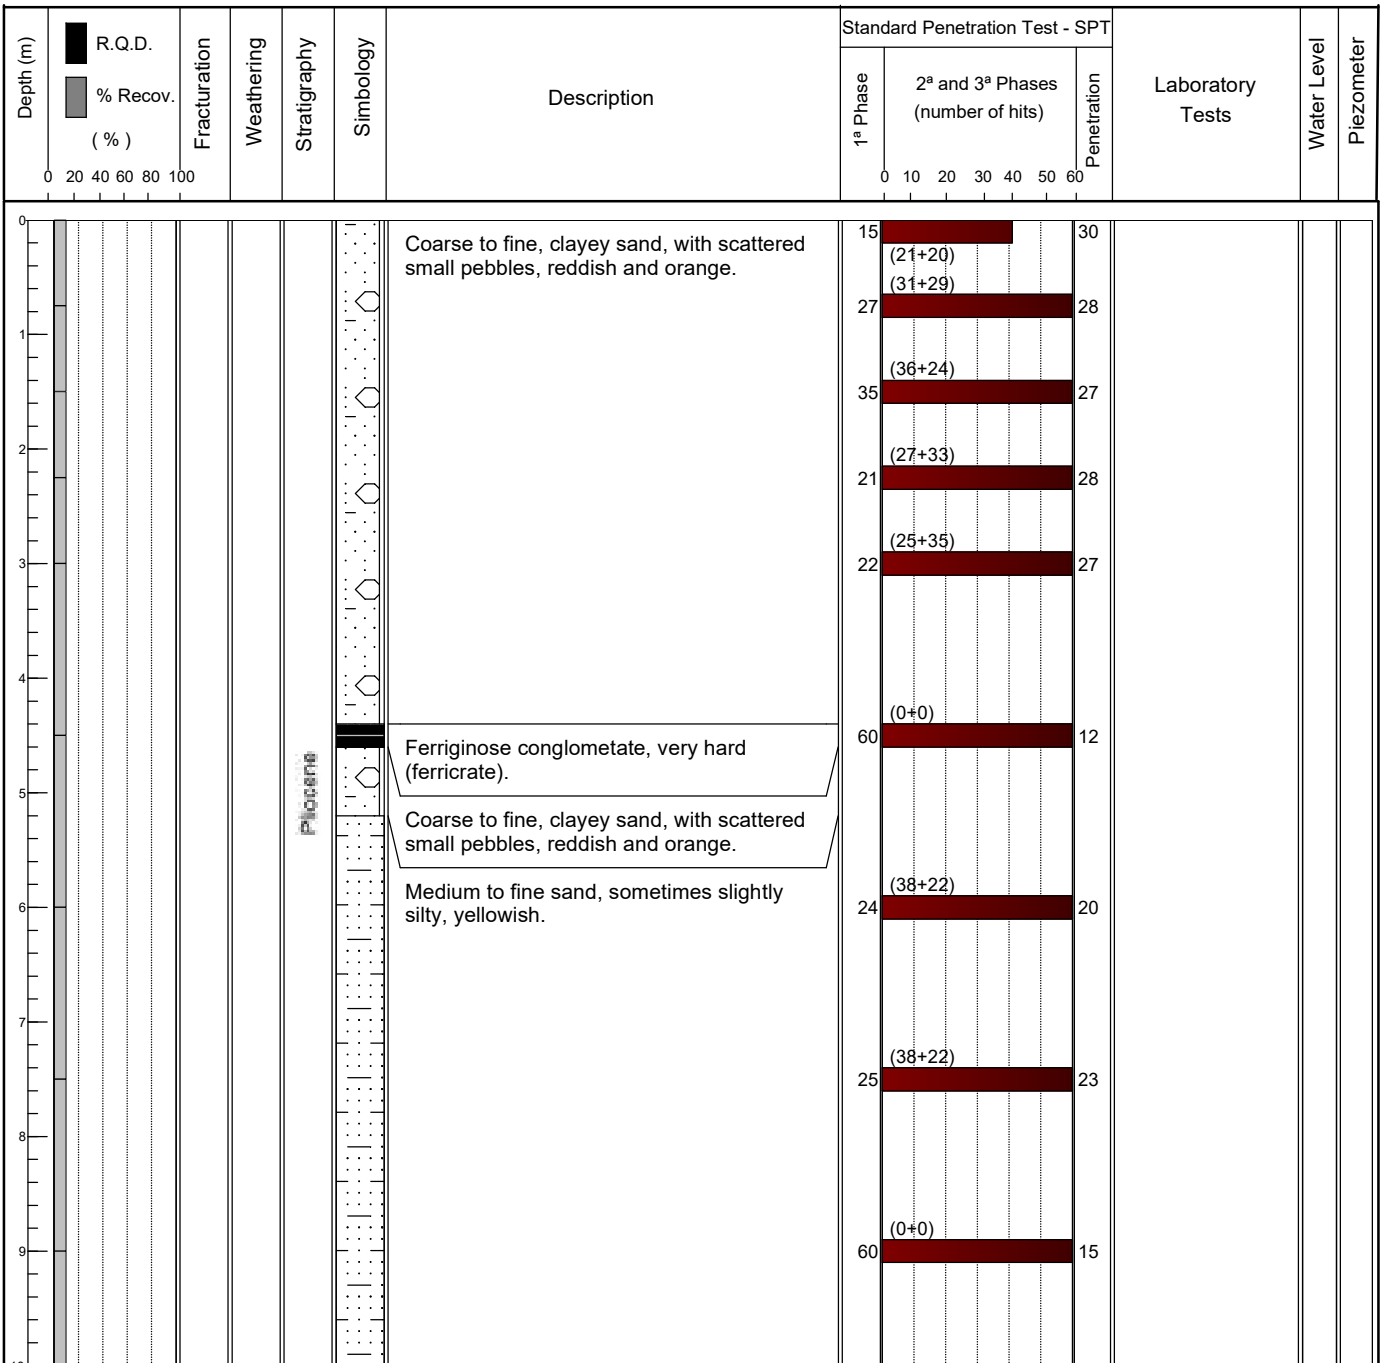 Depth (m)
R.Q.D.
% Recov.
( % )
0 20 40 60 80 100
Fracturation
Weathering
Stratigraphy
Simbology
Description
Standard Penetration Test - SPT
1ª Phase
2ª and 3ª Phases
(number of hits)
0 10 20 30 40 50 60
Penetration
Laboratory
Tests
Water Level
Piezometer
0
Coarse to fine, clayey sand, with scattered
small pebbles, reddish and orange.
15 30
(21+20)
(31+29)
27 28
1
(36+24)
35 27
2
(27+33)
21 28
(25+35)
3 22 27
4
(0+0)
60 12
Ferriginose conglometate, very hard
(ferricrate).
Pliocene
5
Coarse to fine, clayey sand, with scattered
small pebbles, reddish and orange.
Medium to fine sand, sometimes slightly
silty, yellowish.
(38+22)
6 24 20
7
(38+22)
25 23
8
(0+0)
9 60 15